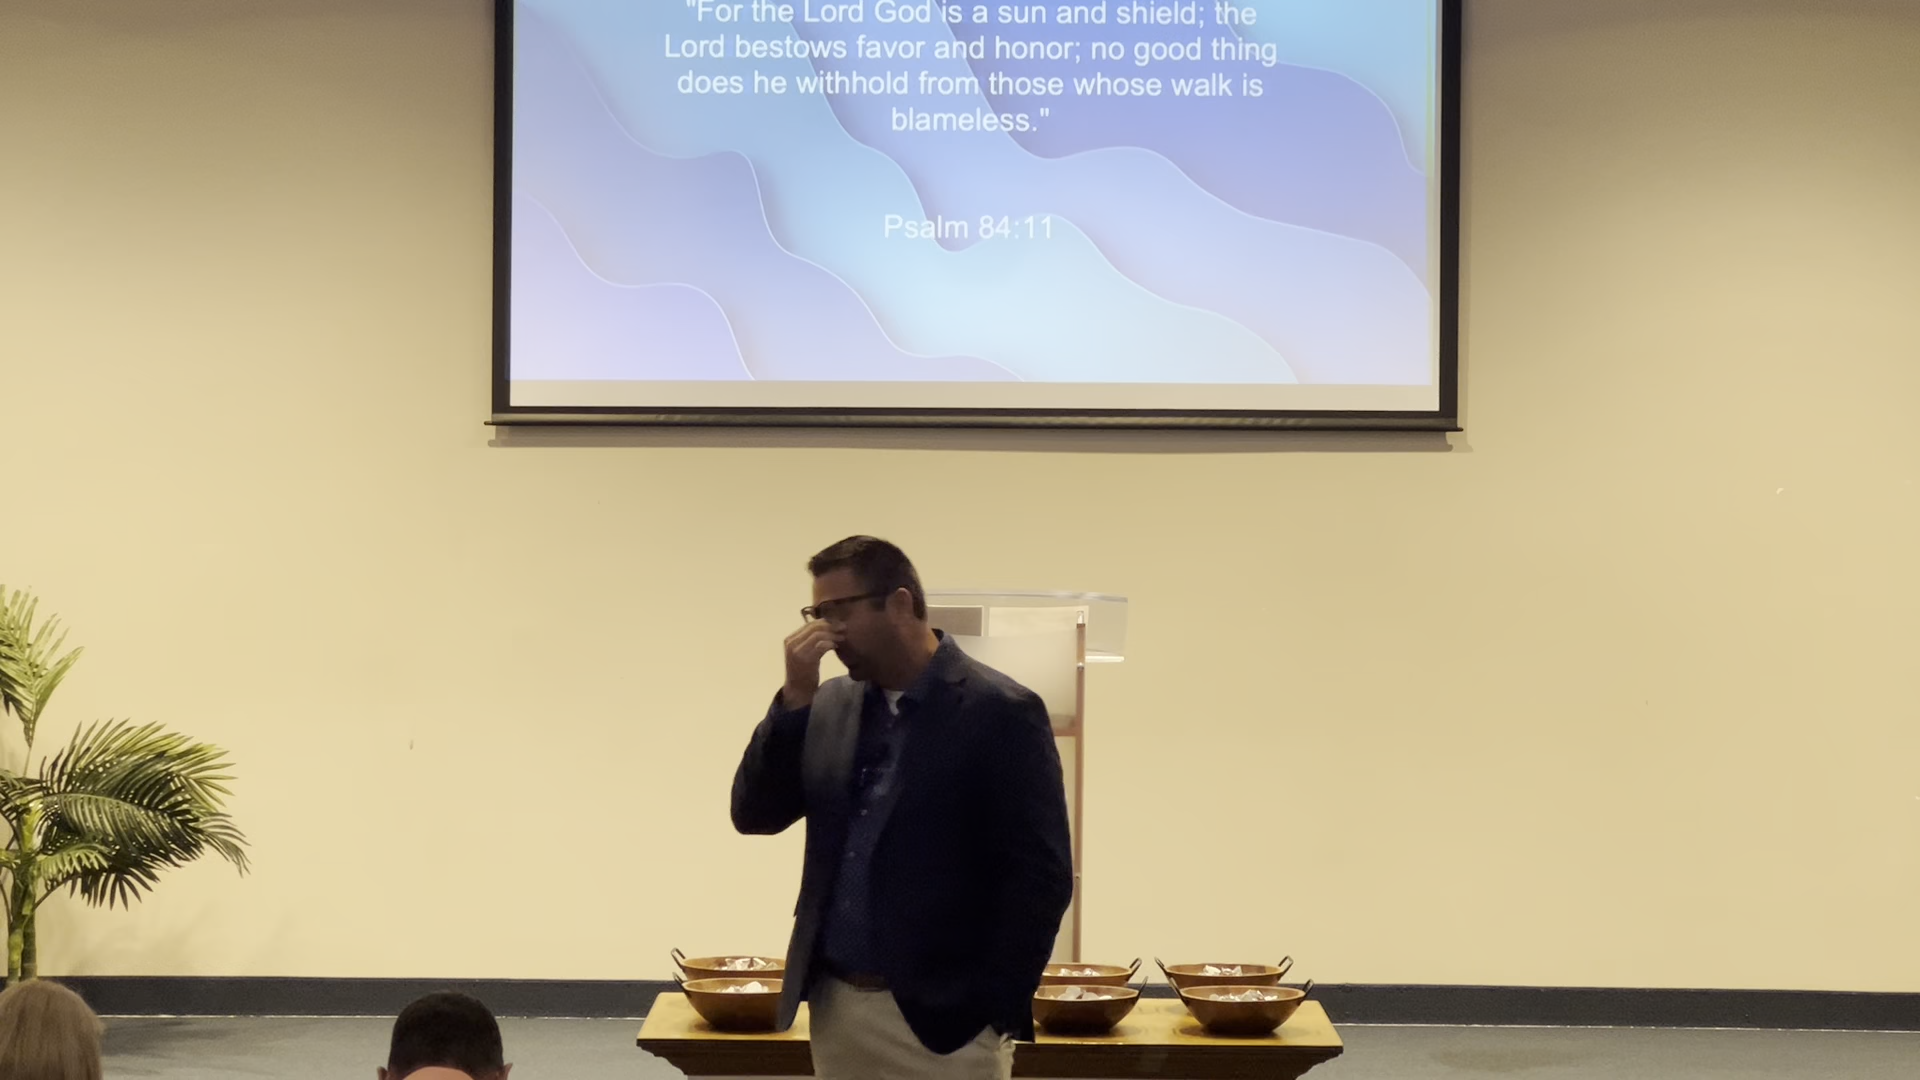 "For the Lord God is a sun and shield; the
Lord bestows favor and honor; no good thing
does he withhold from those whose walk is
blameless."
Psalm 84:11